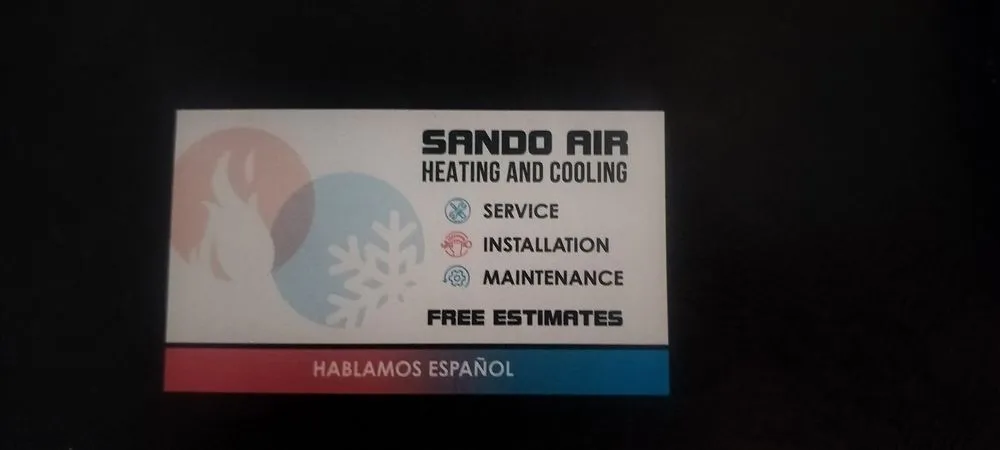 SANDO AIR
HEATING AND COOLING
SERVICE
INSTALLATION
MAINTENANCE
FREE ESTIMATES
HABLAMOS ESPAÑOL